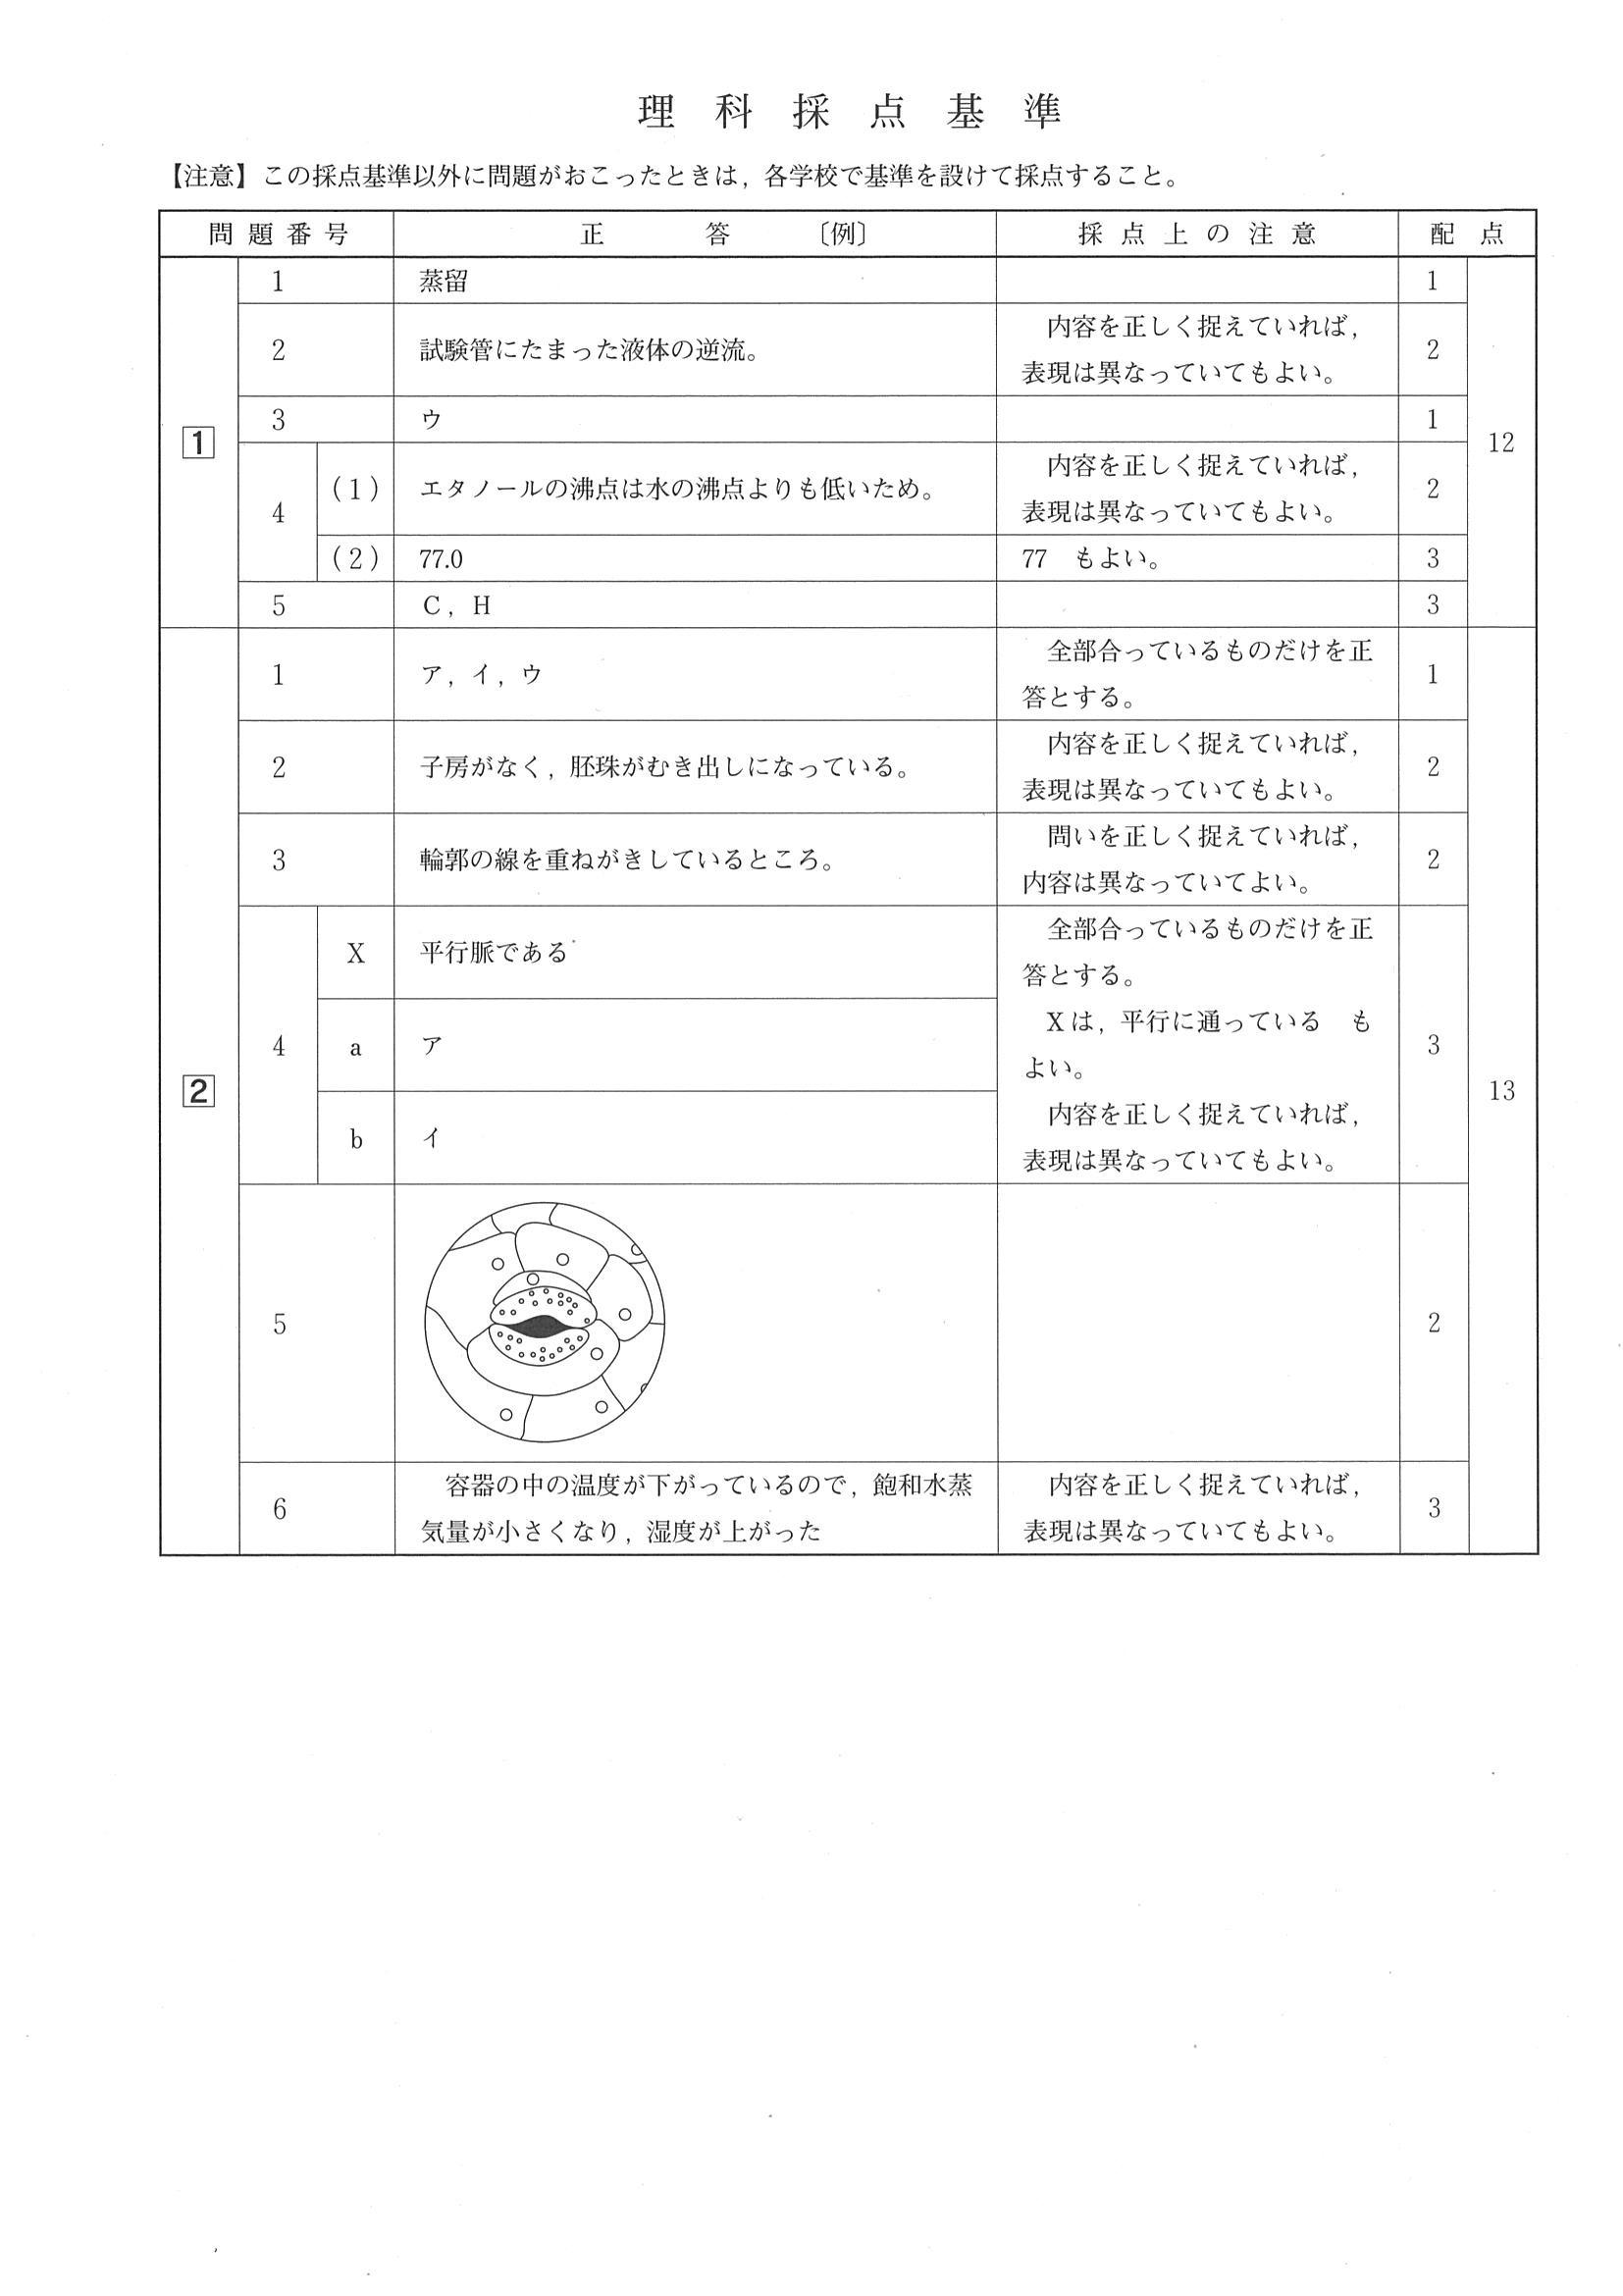 理科採点基準
【注意】この採点基準以外に問題がおこったときは，各学校で基準を設けて採点すること。
問題番号 正答〔例〕 採点上の注意 配点
1 1 蒸留 1 12
2 試験管にたまった液体の逆流。 内容を正しく捉えていれば，
表現は異なっていてもよい。 2
3 ウ 1
4 (1) エタノールの沸点は水の沸点よりも低いため。 内容を正しく捉えていれば，
表現は異なっていてもよい。 2
(2) 77.0 77 もよい。 3
5 C，H 3
2 1 ア，イ，ウ 全部合っているものだけを正
答とする。 1 13
2 子房がなく，胚珠がむき出しになっている。 内容を正しく捉えていれば，
表現は異なっていてもよい。 2
3 輪郭の線を重ねがきしているところ。 問いを正しく捉えていれば，
内容は異なっていてよい。 2
4 X 平行脈である 全部合っているものだけを正
答とする。
a ア Xは，平行に通っている も
よい。 3
b イ 内容を正しく捉えていれば，
表現は異なっていてもよい。
5 2
6 容器の中の温度が下がっているので，飽和水蒸 内容を正しく捉えていれば，
気量が小さくなり，湿度が上がった 表現は異なっていてもよい。 3